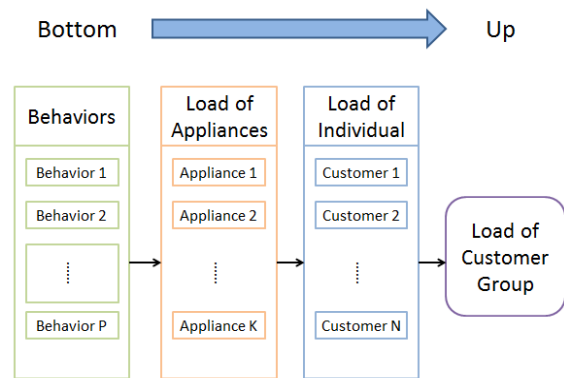 Bottom
Up
Behaviors
Behavior 1
Behavior 2
Behavior P
Load of
Appliances
Appliance 1
Appliance 2
Appliance K
Load of
Individual
Customer 1
Customer 2
Customer N
Load of
Customer
Group